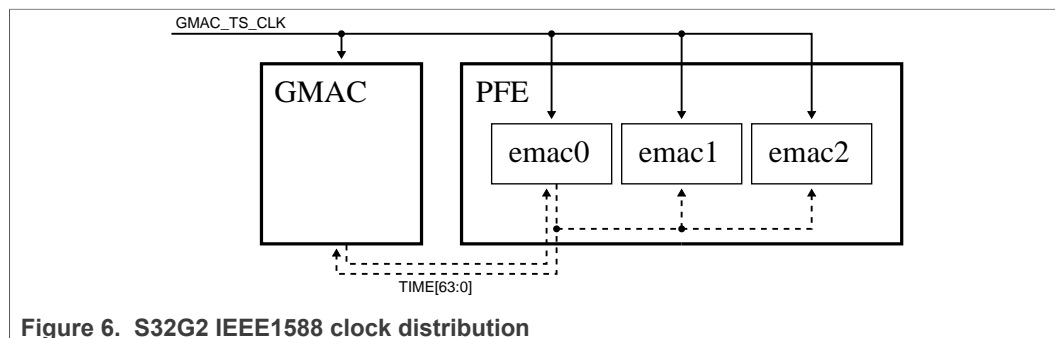 GMAC_TS_CLK
GMAC
PFE
emac0
emac1
emac2
TIME[63:0]
Figure 6. S32G2 IEEE1588 clock distribution